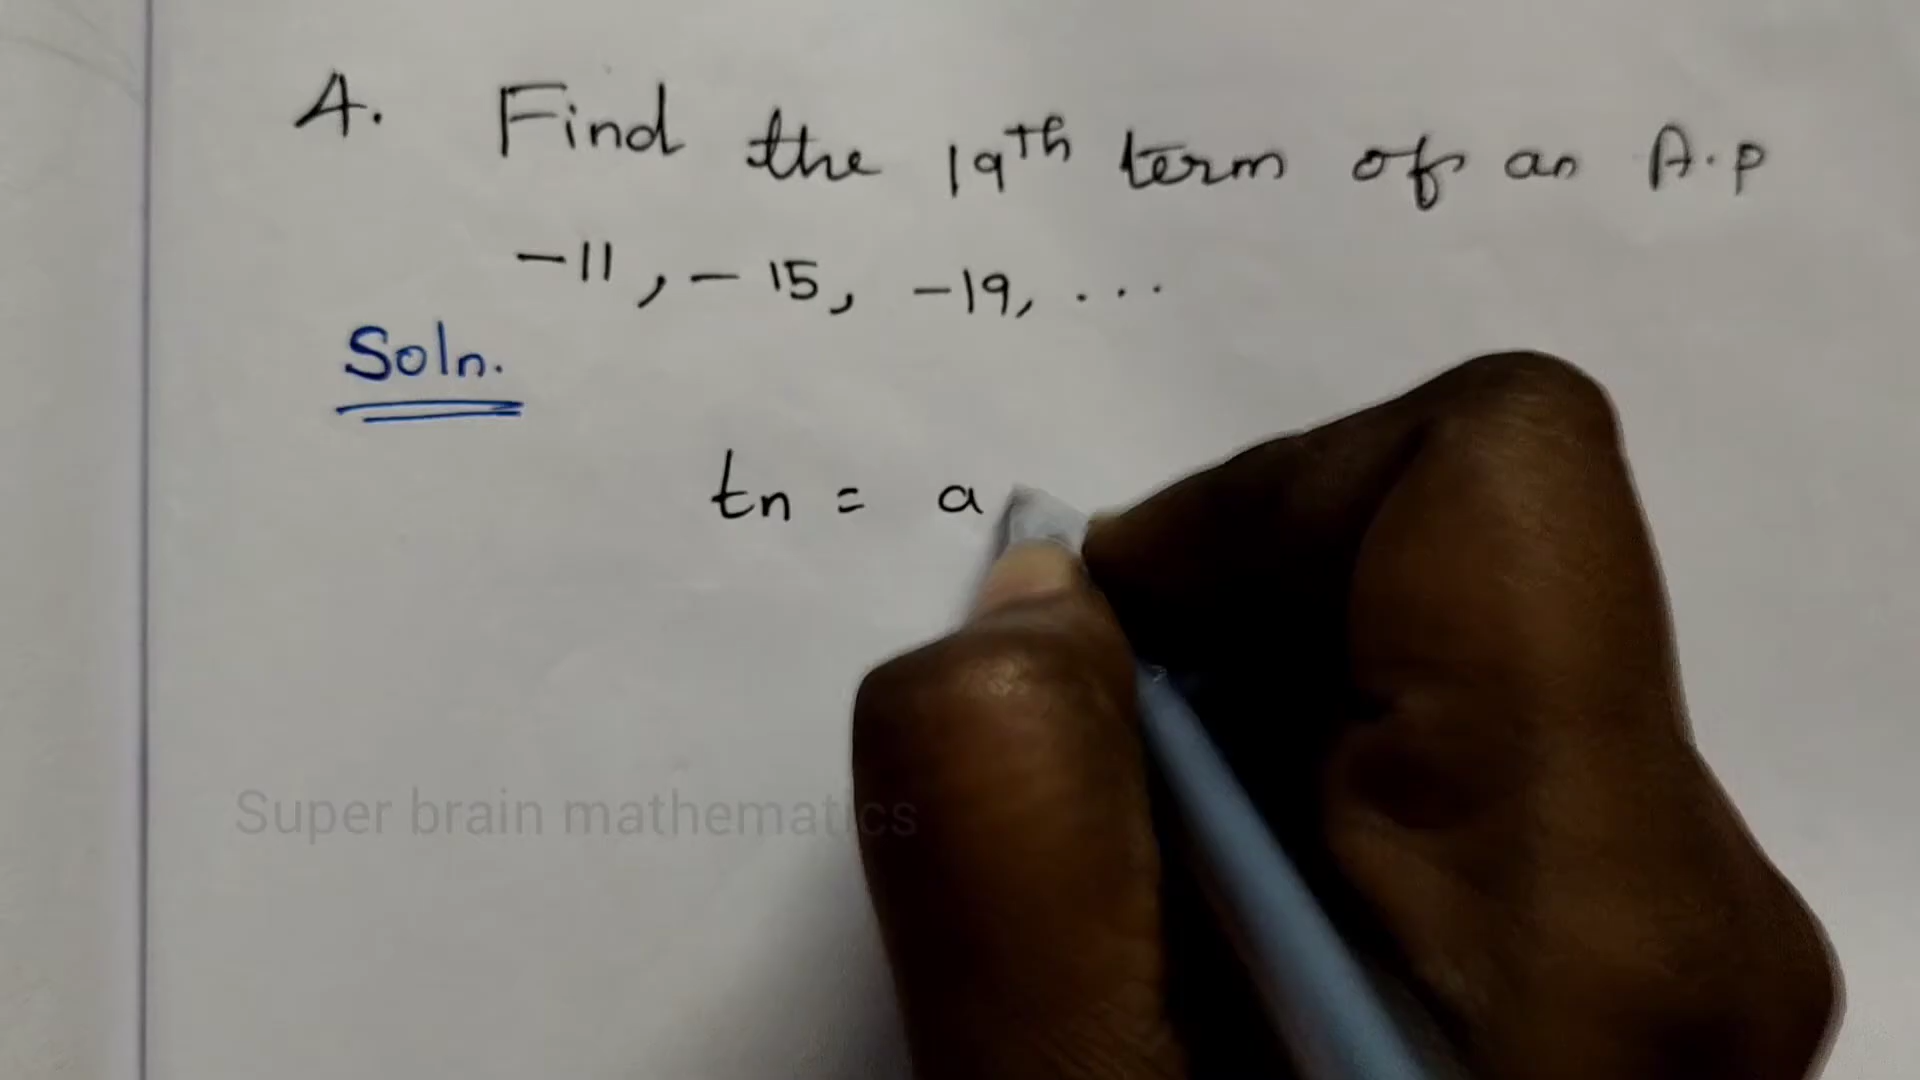 4. Find the 19th term of an A.P
-11, -15, -19, ...
Soln.
tn = a
Super brain mathematics